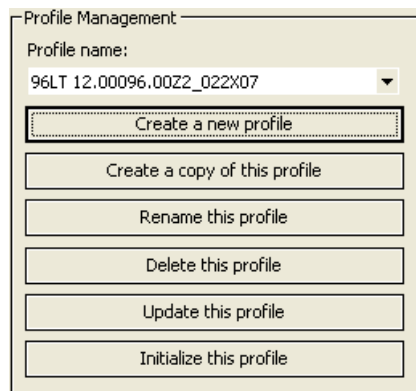 Profile Management
Profile name:
96LT 12.00096.00Z2_022X07
Create a new profile
Create a copy of this profile
Rename this profile
Delete this profile
Update this profile
Initialize this profile